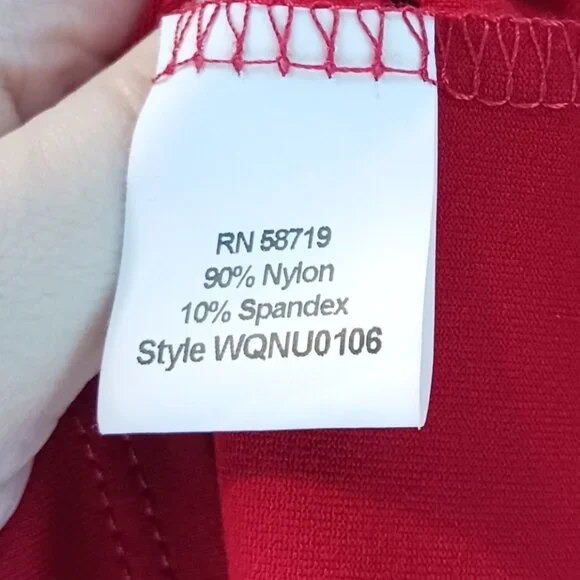 RN 58719
90% Nylon
10% Spandex
Style WQNU0106